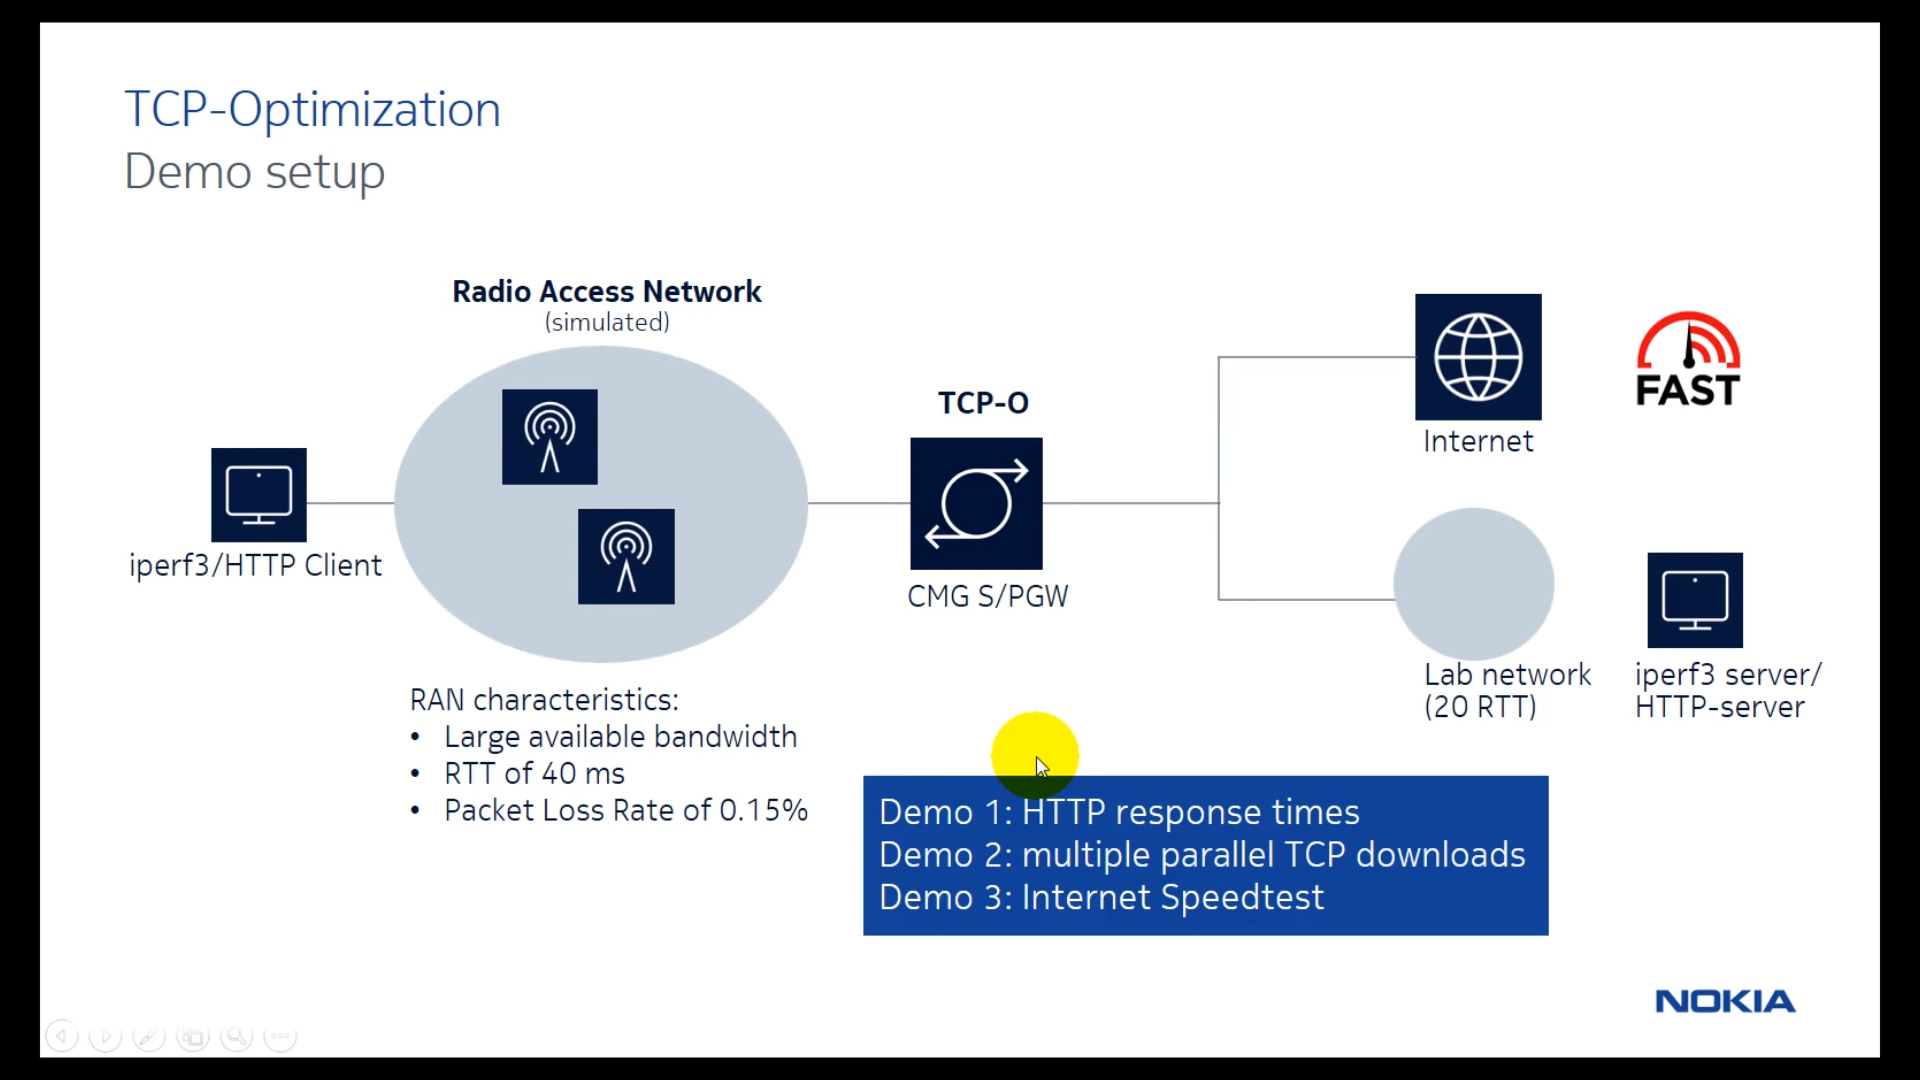 TCP-Optimization
Demo setup
Radio Access Network
(simulated)
TCP-O
iperf3/HTTP Client
CMG S/PGW
Internet
FAST
Lab network
(20 RTT)
iperf3 server/
HTTP-server
RAN characteristics:
• Large available bandwidth
• RTT of 40 ms
• Packet Loss Rate of 0.15%
Demo 1: HTTP response times
Demo 2: multiple parallel TCP downloads
Demo 3: Internet Speedtest
NOKIA